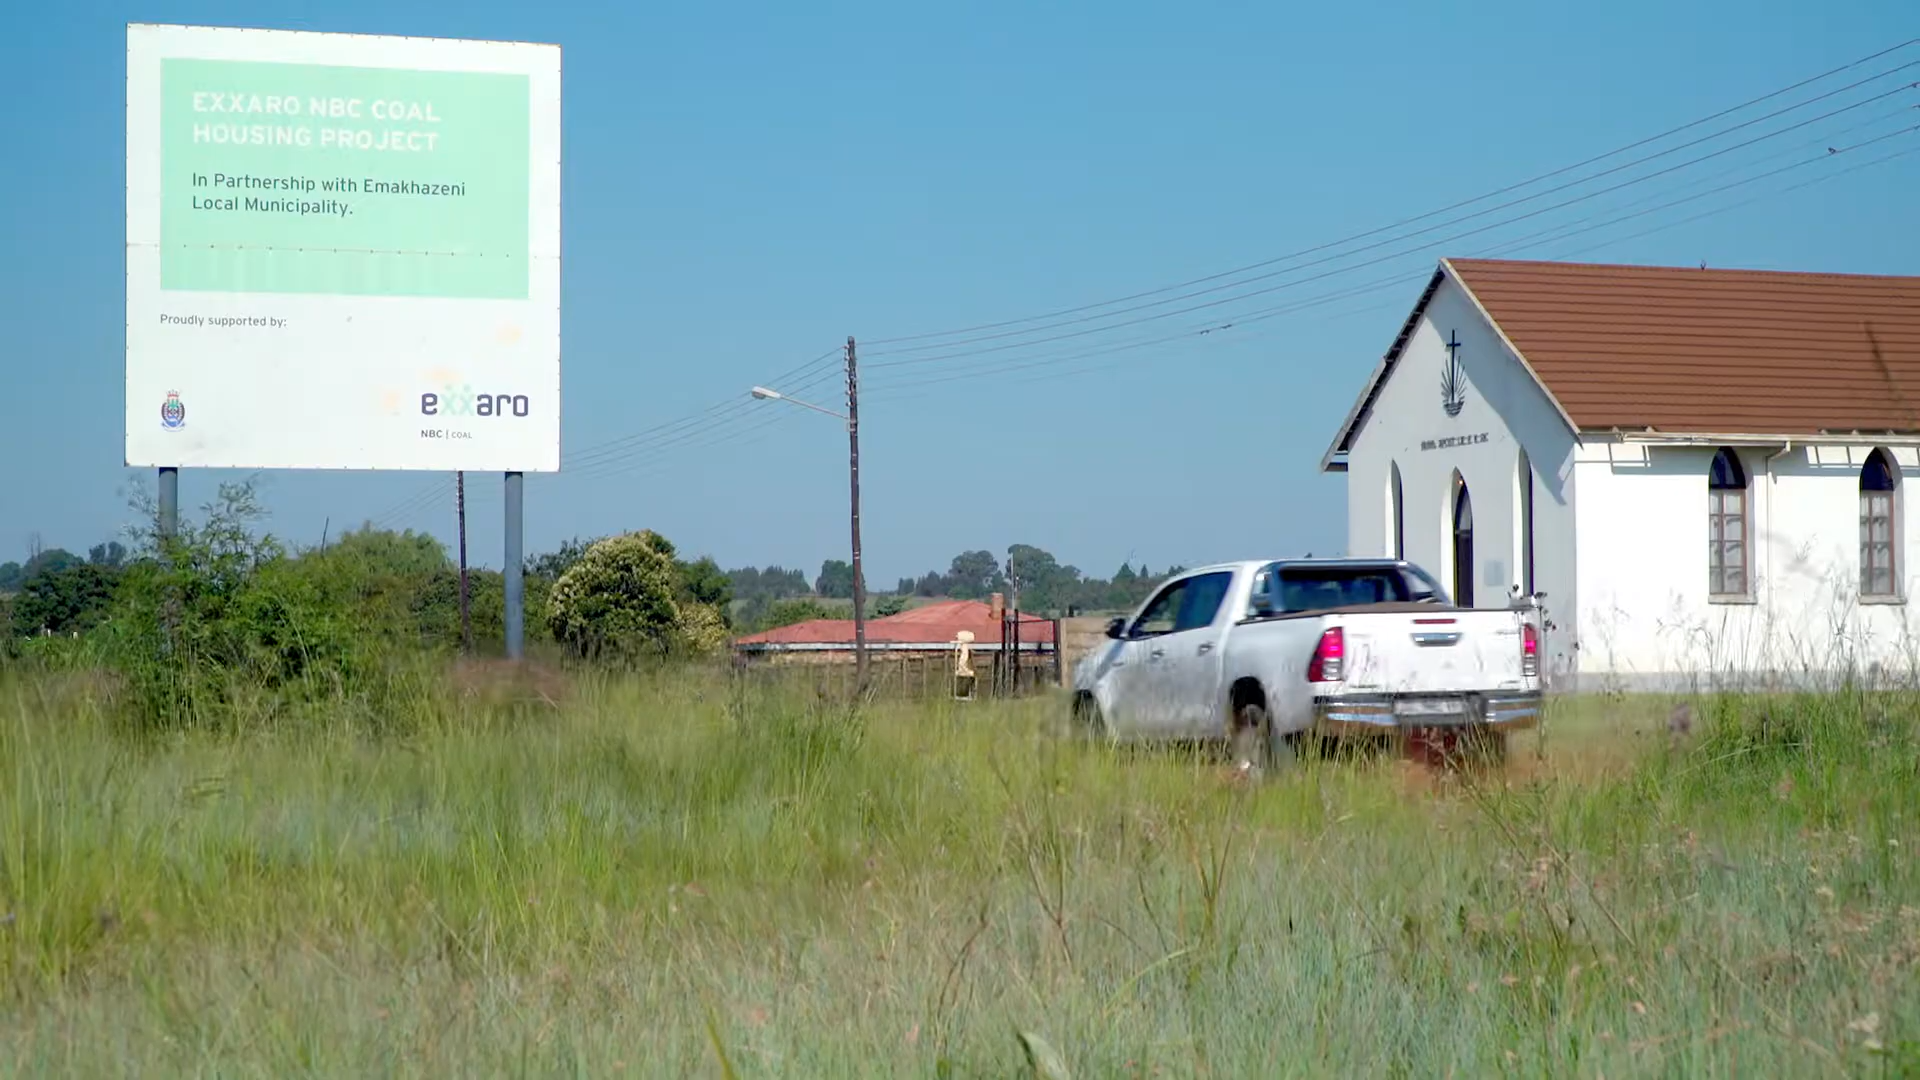 EXXARO NBC COAL
HOUSING PROJECT
In Partnership with Emakhazeni
Local Municipality.
Proudly supported by:
exxaro
NBC | COAL